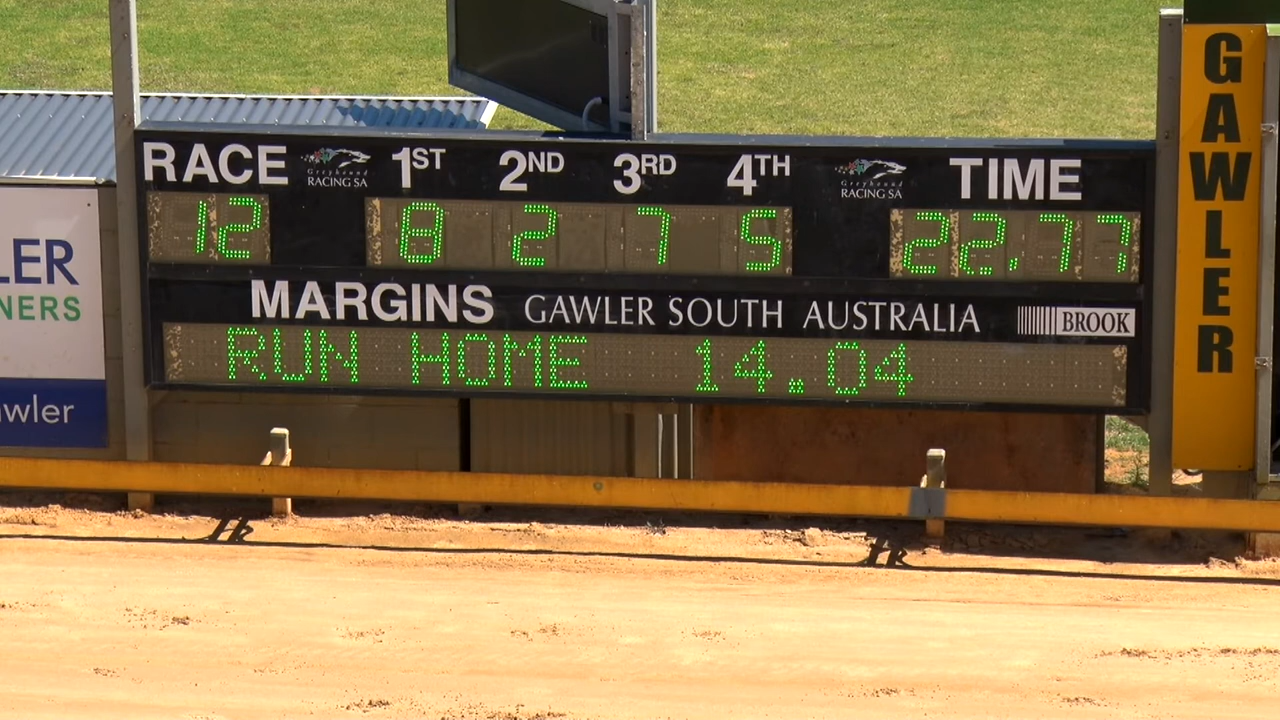 RACE Greyhound RACING SA 1ST 2ND 3RD 4TH Greyhound RACING SA TIME
12 8 2 7 5 22.77
MARGINS GAWLER SOUTH AUSTRALIA BROOK
RUN HOME 14.04
GAWLER
LER
NERS
awler